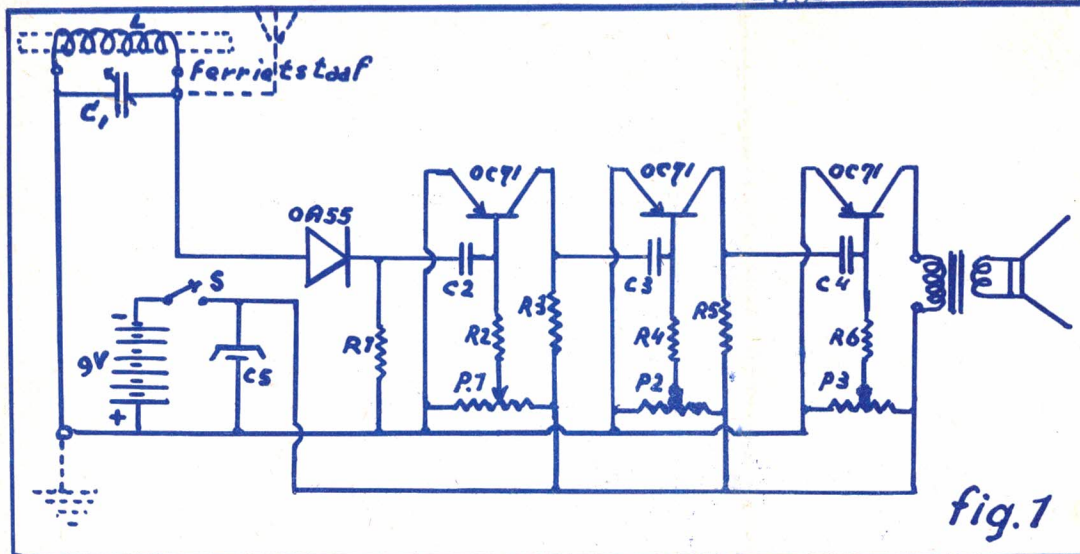 L
ferrietstaaf
C1
OC71 OC71 OC71
OA55
S
C2 C3 C4
R3 R5
- R1 R2 R4 R6
9V C5
P.1 P2 P3
+
fig.1